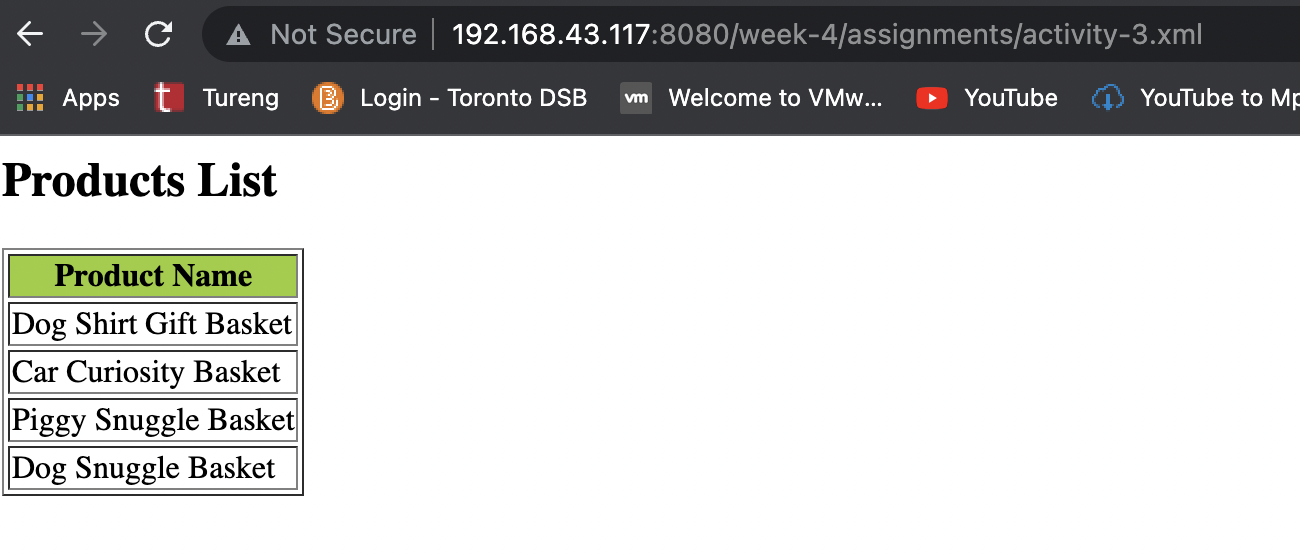 Not Secure | 192.168.43.117:8080/week-4/assignments/activity-3.xml
Apps Tureng Login - Toronto DSB vm Welcome to VMw... YouTube YouTube to Mp
Products List
Product Name
Dog Shirt Gift Basket
Car Curiosity Basket
Piggy Snuggle Basket
Dog Snuggle Basket